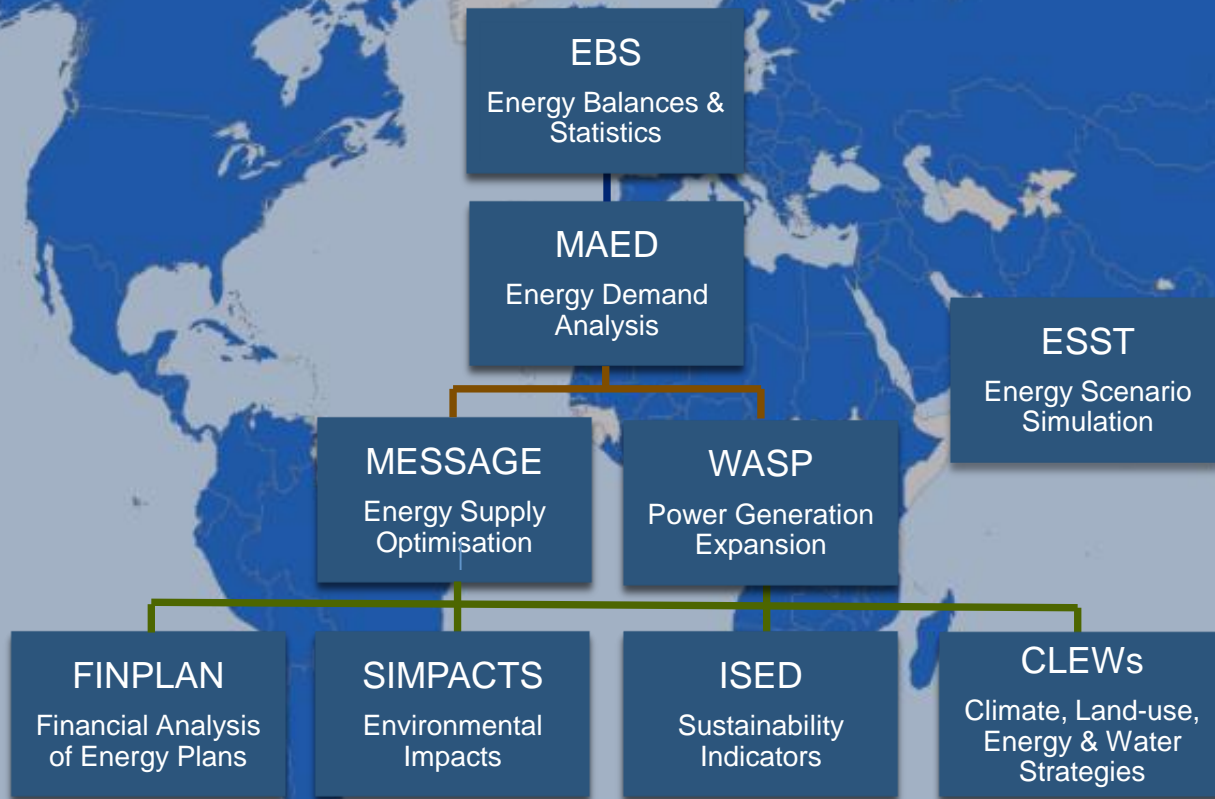 EBS
Energy Balances &
Statistics
MAED
Energy Demand
Analysis
ESST
Energy Scenario
Simulation
MESSAGE
Energy Supply
Optimisation
WASP
Power Generation
Expansion
FINPLAN
Financial Analysis
of Energy Plans
SIMPACTS
Environmental
Impacts
ISED
Sustainability
Indicators
CLEWs
Climate, Land-use,
Energy & Water
Strategies